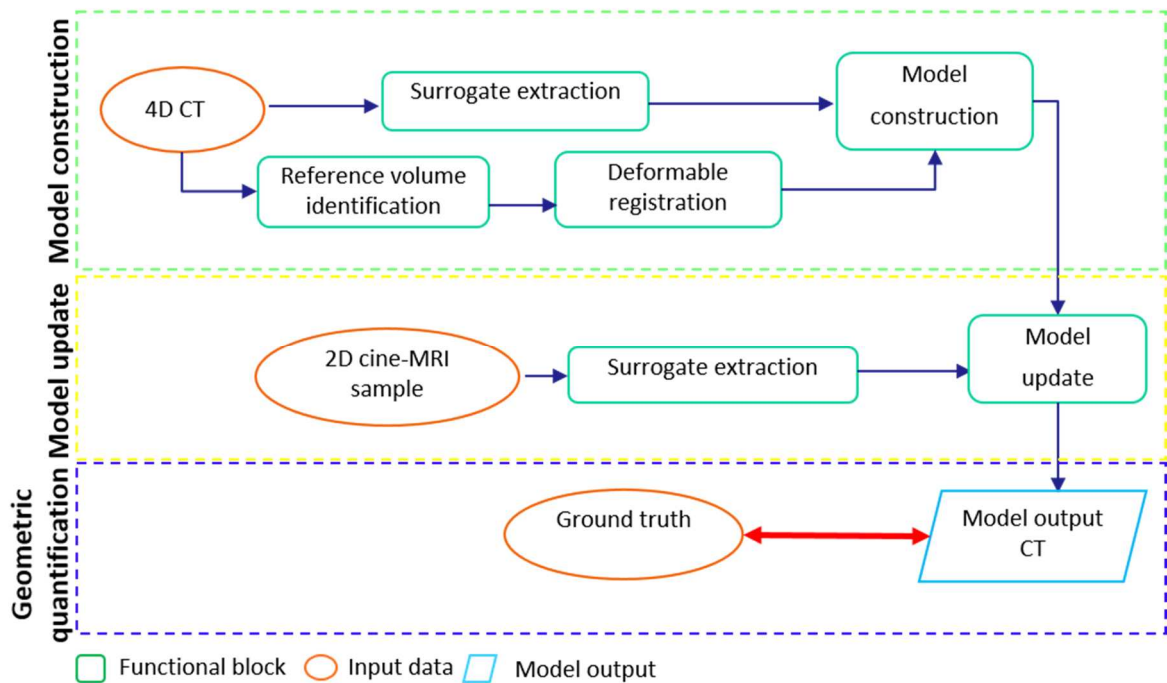 Model construction
4D CT
Surrogate extraction
Model
construction
Reference volume
identification
Deformable
registration
Model update
2D cine-MRI
sample
Surrogate extraction
Model
update
Geometric
quantification
Ground truth
Model output
CT
Functional block
Input data
Model output